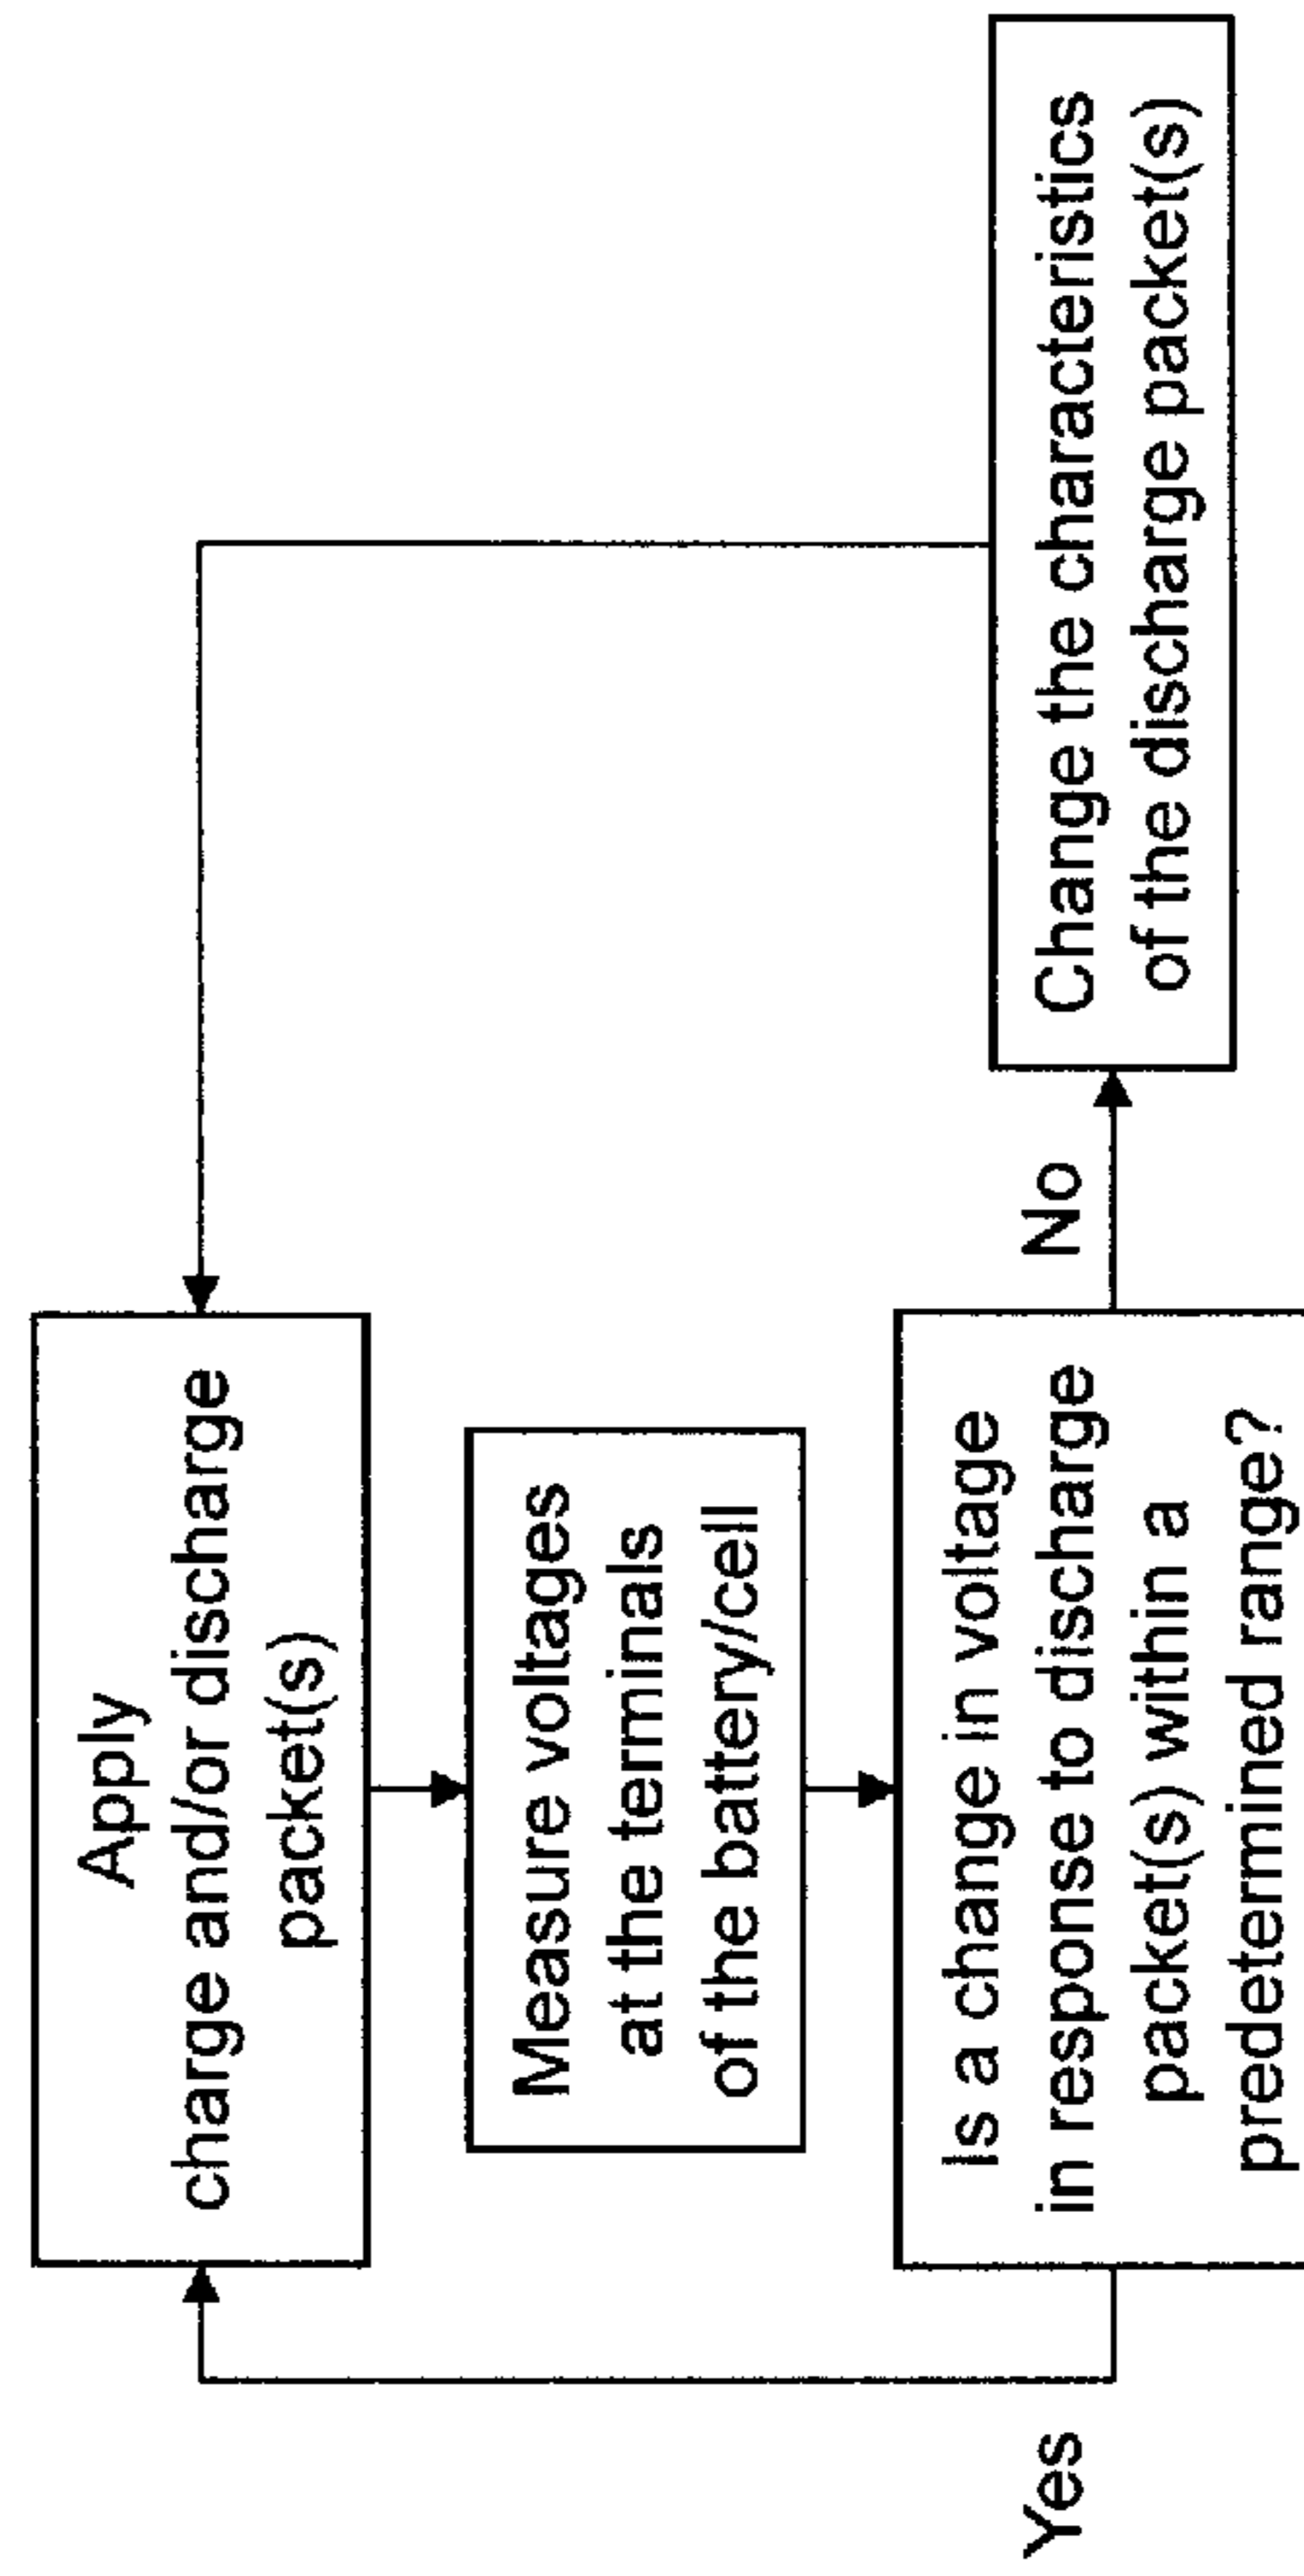 Apply
charge and/or discharge
packet(s)
Measure voltages
at the terminals
of the battery/cell
Is a change in voltage
in response to discharge
packet(s) within a
predetermined range?
Yes
No
Change the characteristics
of the discharge packet(s)